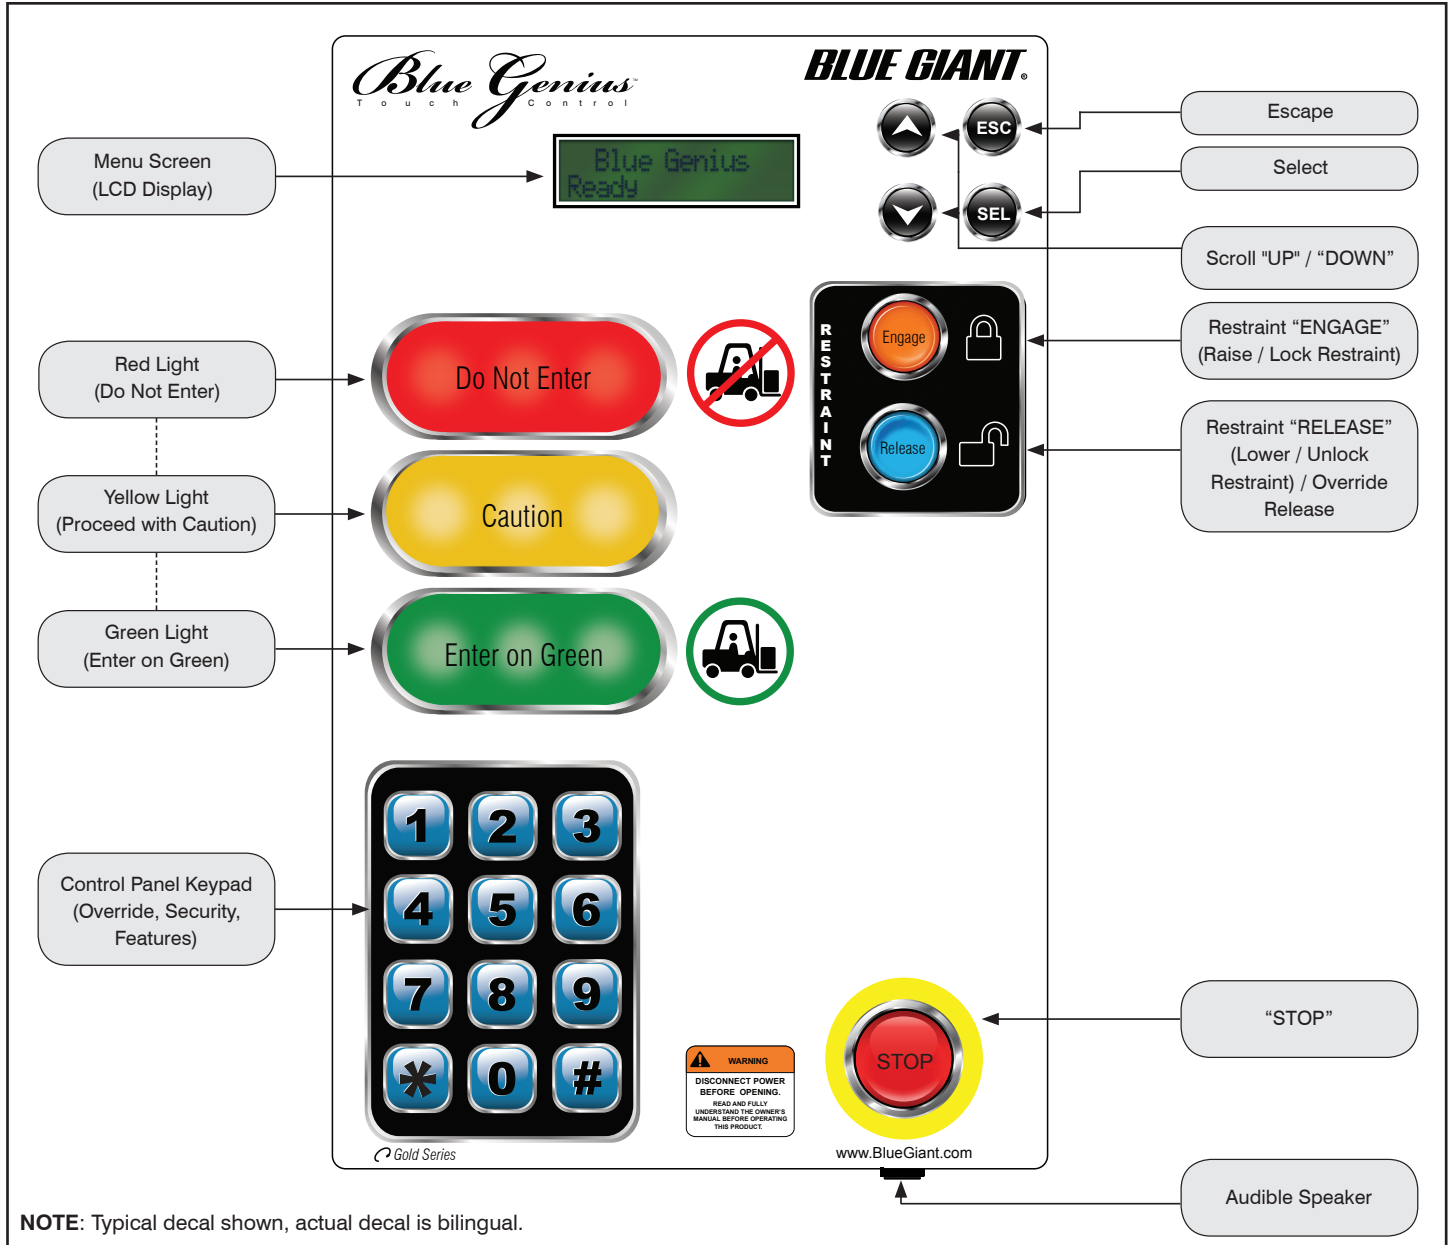 Blue Genius™
Touch Control
BLUE GIANT®
ESC
SEL
Blue Genius
Ready
Menu Screen
(LCD Display)
Escape
Select
Scroll "UP" / “DOWN”
RESTRAINT
Engage
Release
Restraint “ENGAGE”
(Raise / Lock Restraint)
Restraint “RELEASE”
(Lower / Unlock
Restraint) / Override
Release
Red Light
(Do Not Enter)
Do Not Enter
Yellow Light
(Proceed with Caution)
Caution
Green Light
(Enter on Green)
Enter on Green
Control Panel Keypad
(Override, Security,
Features)
1 2 3
4 5 6
7 8 9
* 0 #
Gold Series
WARNING
DISCONNECT POWER
BEFORE OPENING.
READ AND FULLY
UNDERSTAND THE OWNER'S
MANUAL BEFORE OPERATING
THIS PRODUCT.
STOP
“STOP”
www.BlueGiant.com
Audible Speaker
NOTE: Typical decal shown, actual decal is bilingual.